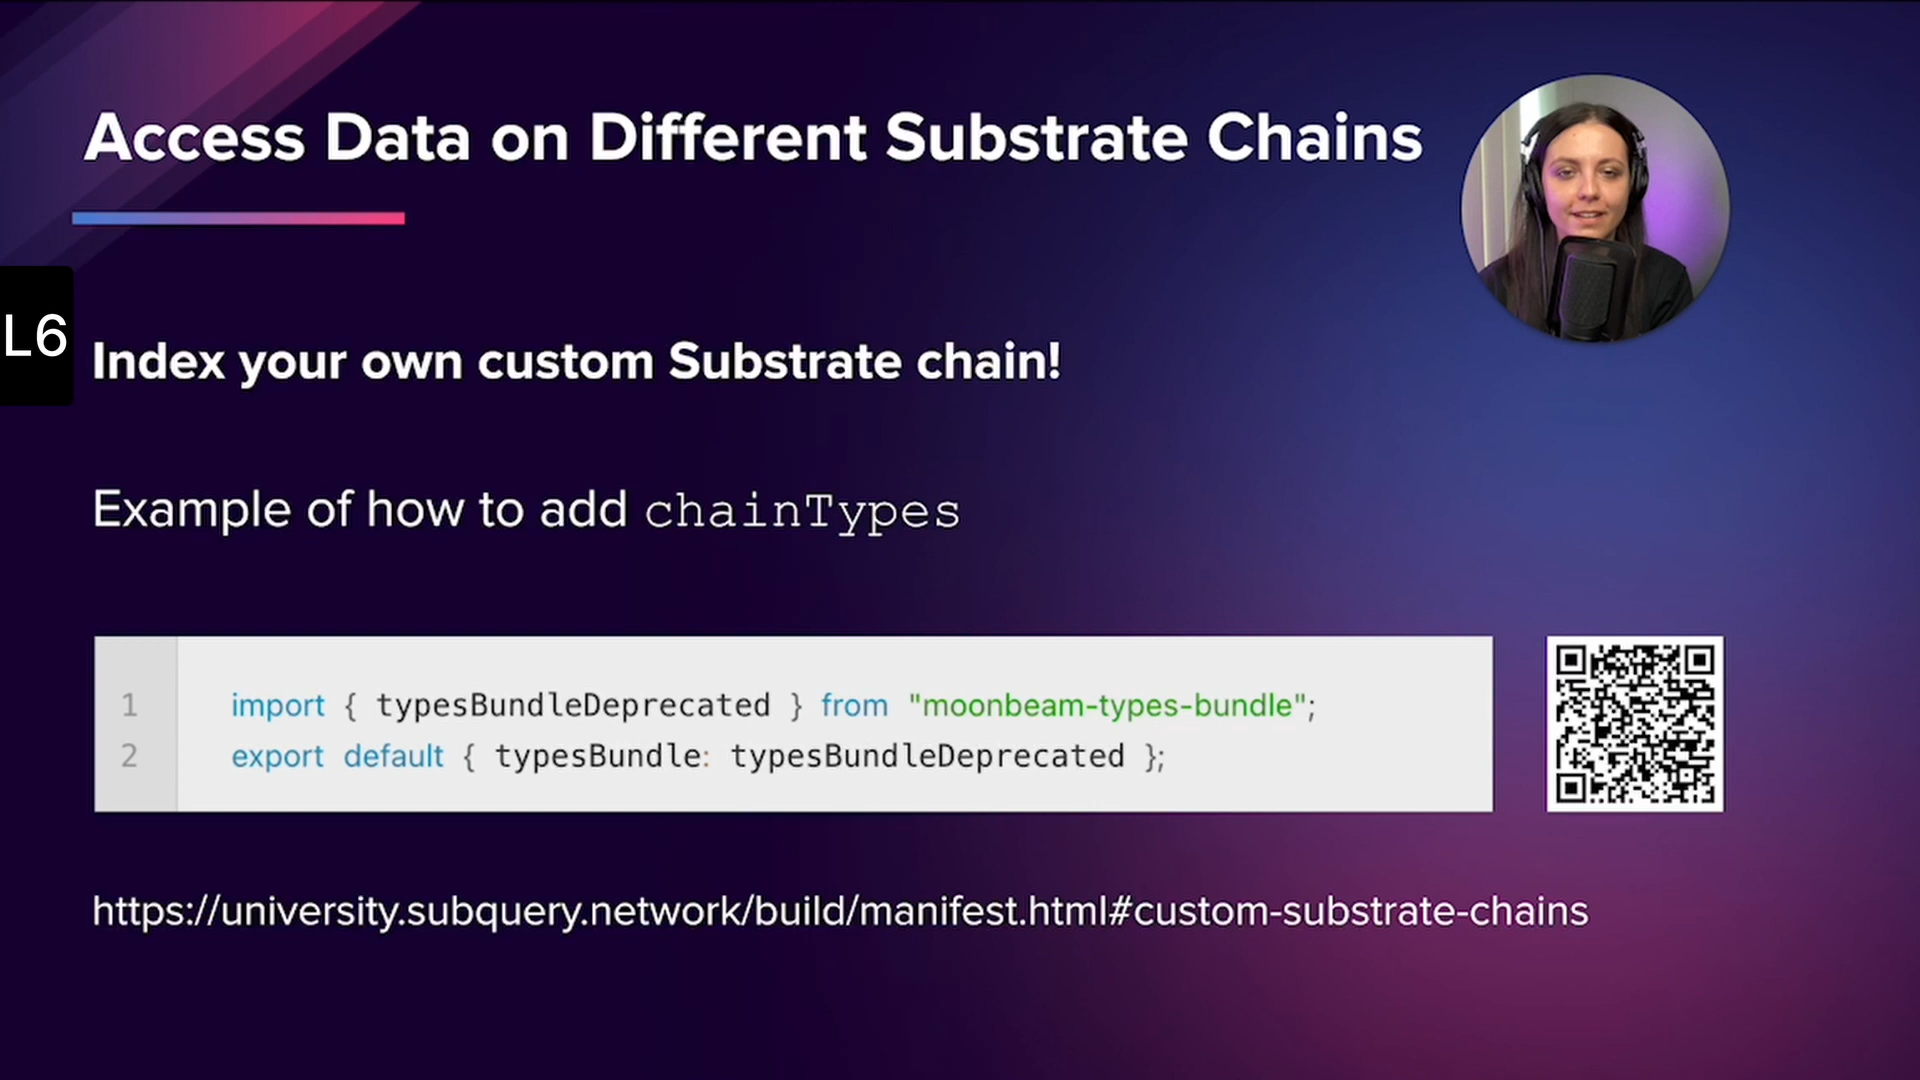 Access Data on Different Substrate Chains
L6
Index your own custom Substrate chain!
Example of how to add chainTypes
1 import { typesBundleDeprecated } from "moonbeam-types-bundle";
2 export default { typesBundle: typesBundleDeprecated };
https://university.subquery.network/build/manifest.html#custom-substrate-chains